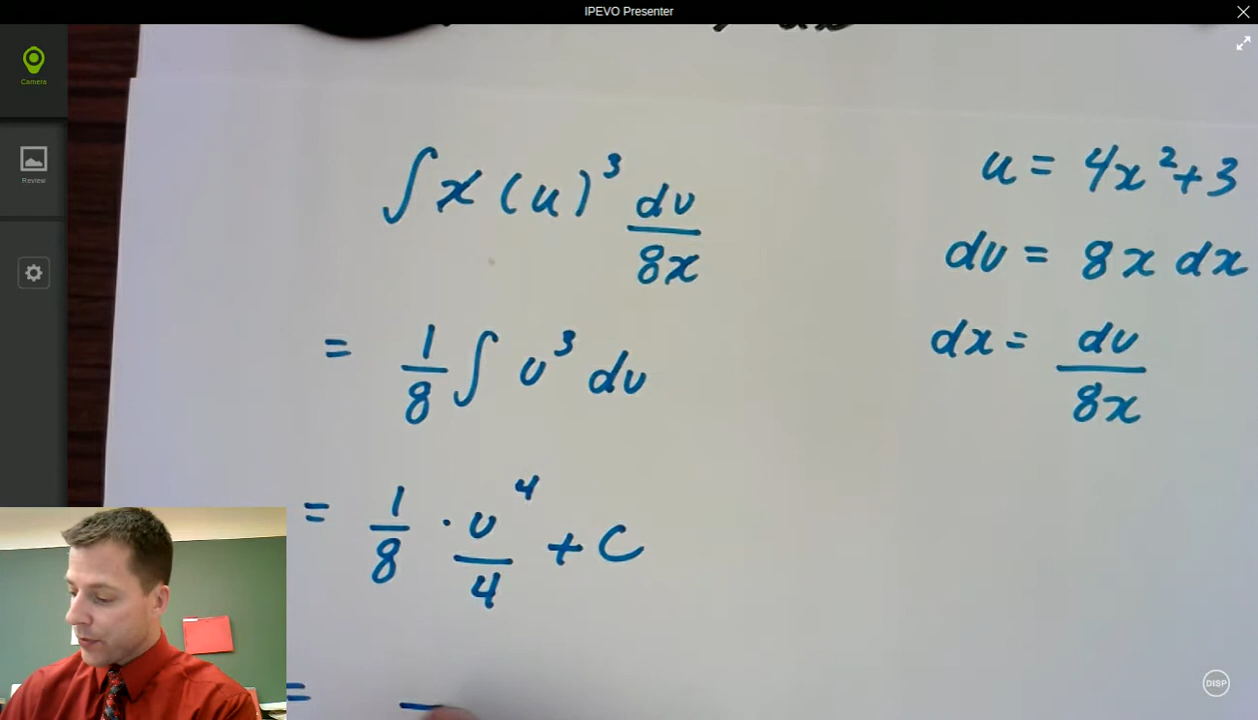 IPEVO Presenter
Camera
Review
∫ x (u)³ du/8x
= 1/8 ∫ u³ du
= 1/8 · u⁴/4 + C
=
u = 4x² + 3
du = 8x dx
dx = du/8x
DISP